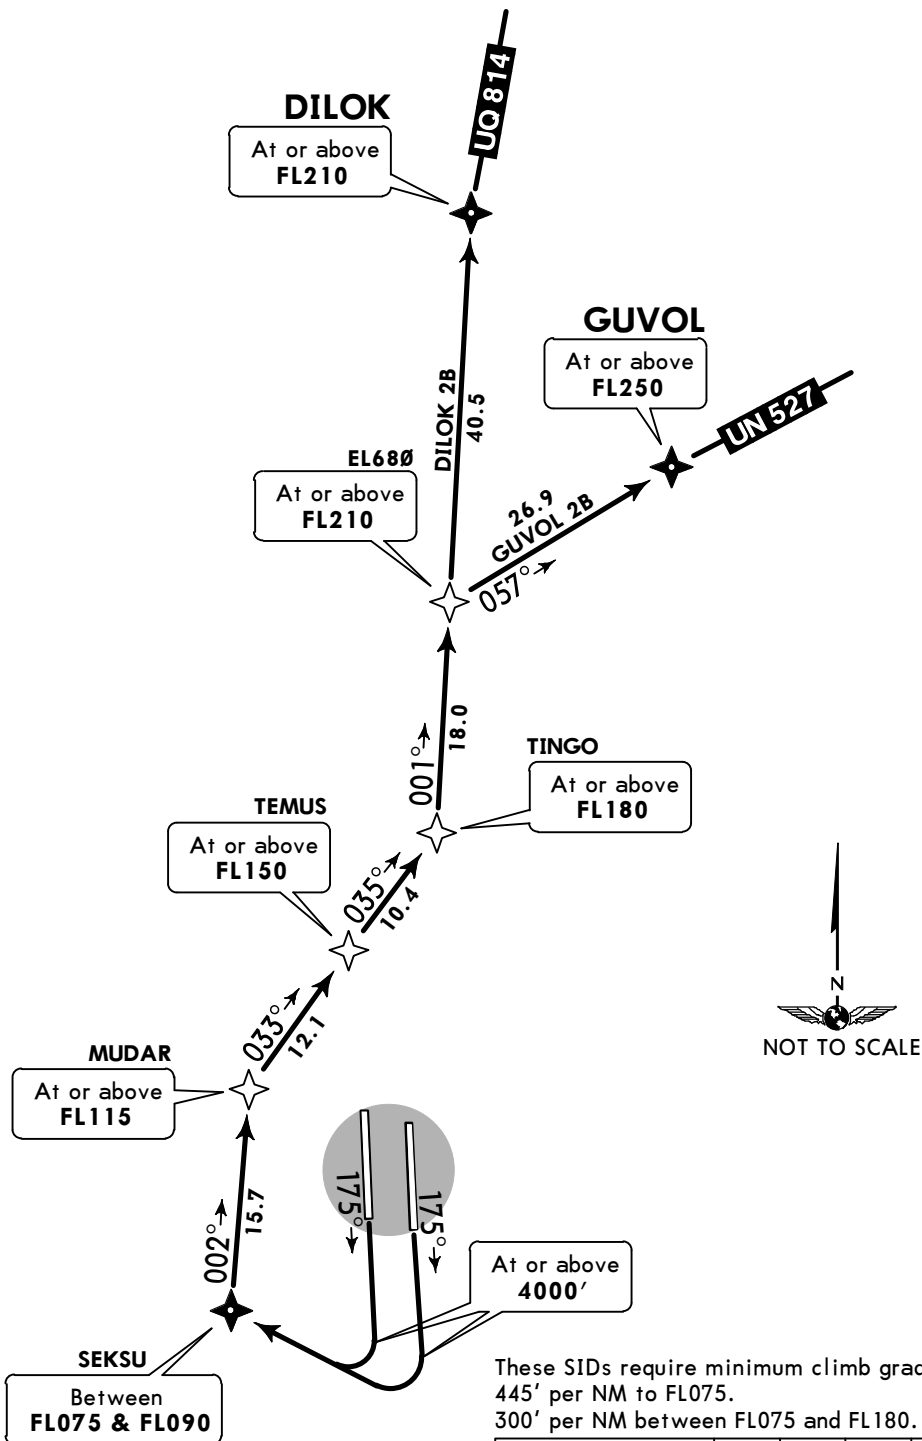 UQ 814
DILOK
At or above
FL210
GUVOL
At or above
FL250
UN 527
DILOK 2B
40.5
EL68Ø
At or above
FL210
26.9
GUVOL 2B
057°
18.0
001°
TINGO
At or above
FL180
TEMUS
At or above
FL150
035°
10.4
N
NOT TO SCALE
033°
12.1
MUDAR
At or above
FL115
175°
175°
002°
15.7
At or above
4000'
SEKSU
Between
FL075 & FL090
These SIDs require minimum climb grad
445' per NM to FL075.
300' per NM between FL075 and FL180.